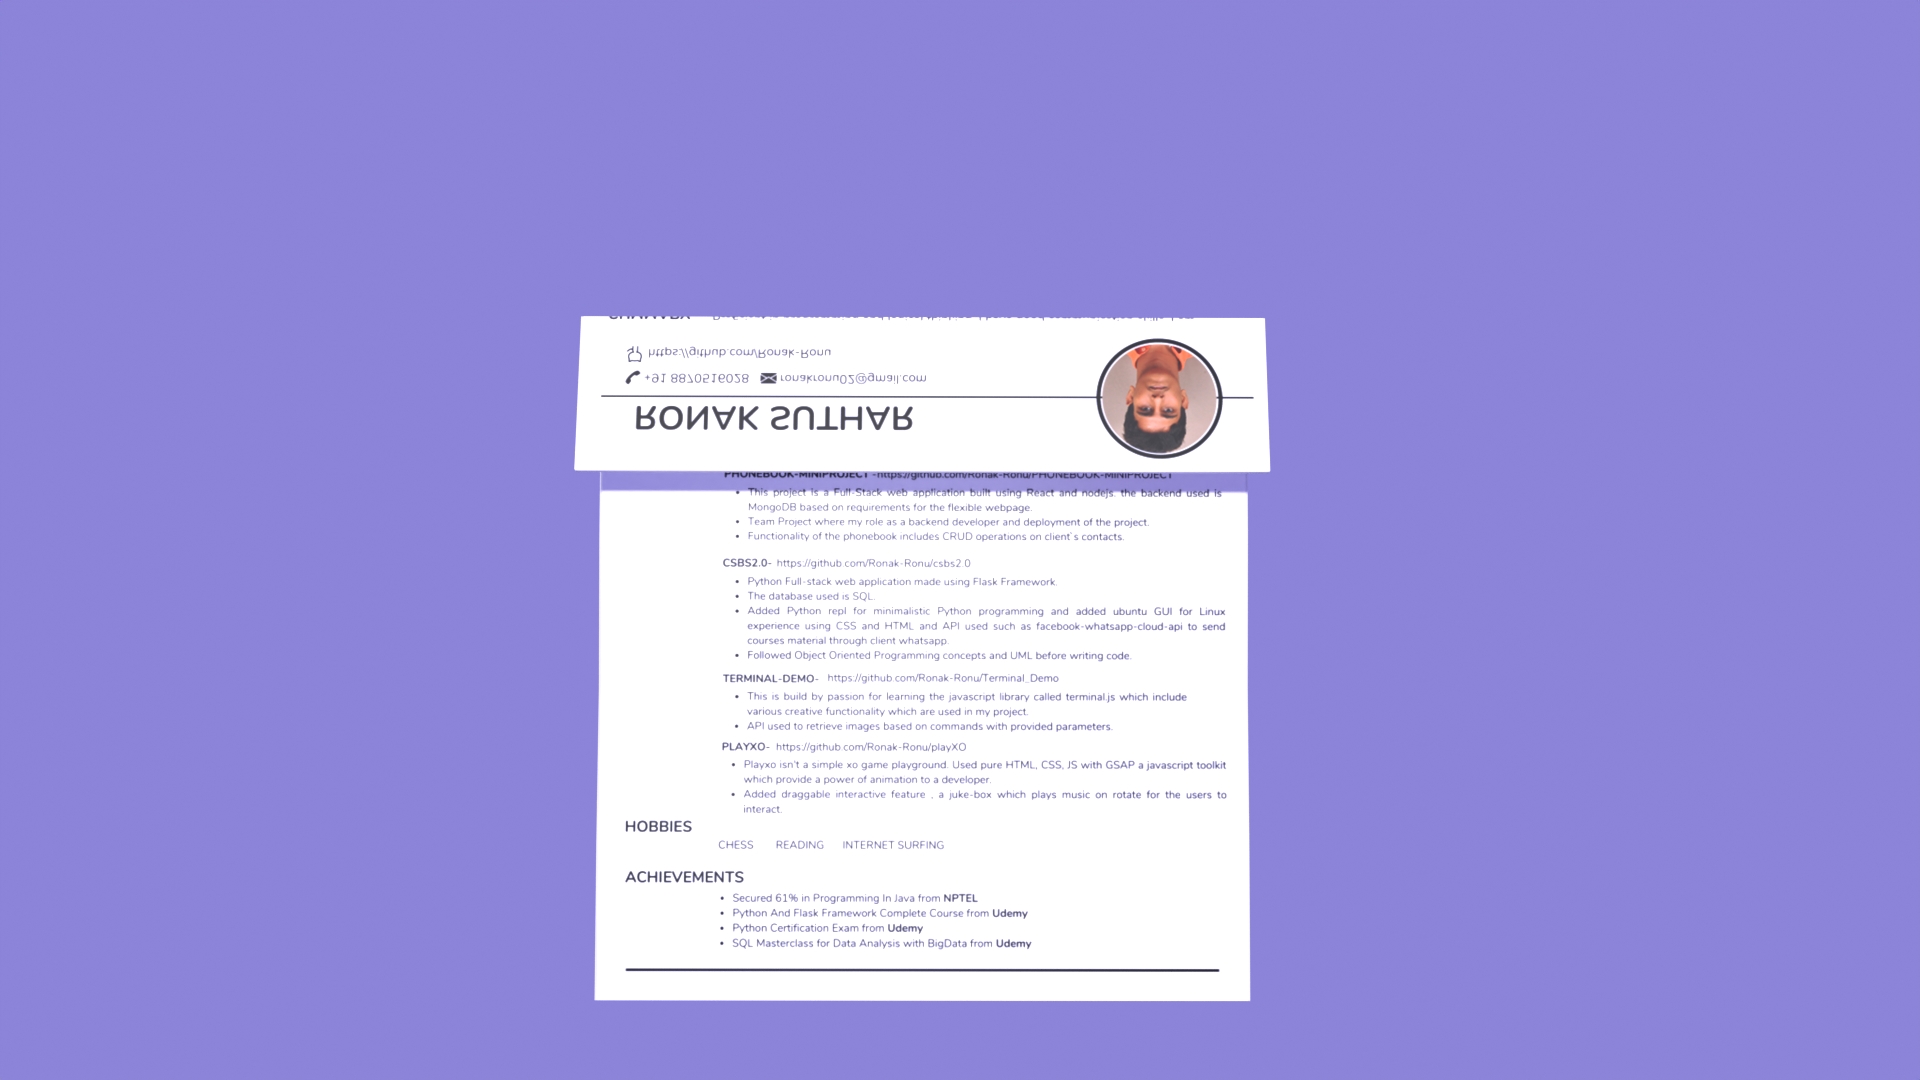 SUMMARY
https://github.com/Ronak-Ronu
+91 8870516028 ronakronu02@gmail.com
RONAK SUTHAR
PHONEBOOK-MINIPROJECT -https://github.com/Ronak-Ronu/PHONEBOOK-MINIPROJECT
• This project is a Full-Stack web application built using React and nodejs. the backend used is
MongoDB based on requirements for the flexible webpage.
• Team Project where my role as a backend developer and deployment of the project.
• Functionality of the phonebook includes CRUD operations on client's contacts.
CSBS2.0- https://github.com/Ronak-Ronu/csbs2.0
• Python Full-stack web application made using Flask Framework.
• The database used is SQL.
• Added Python repl for minimalistic Python programming and added ubuntu GUI for Linux
experience using CSS and HTML and API used such as facebook-whatsapp-cloud-api to send
courses material through client whatsapp.
• Followed Object Oriented Programming concepts and UML before writing code.
TERMINAL-DEMO- https://github.com/Ronak-Ronu/Terminal_Demo
• This is build by passion for learning the javascript library called terminal.js which include
various creative functionality which are used in my project.
• API used to retrieve images based on commands with provided parameters.
PLAYXO- https://github.com/Ronak-Ronu/playXO
• Playxo isn't a simple xo game playground. Used pure HTML, CSS, JS with GSAP a javascript toolkit
which provide a power of animation to a developer.
• Added draggable interactive feature , a juke-box which plays music on rotate for the users to
interact.
HOBBIES
CHESS READING INTERNET SURFING
ACHIEVEMENTS
• Secured 61% in Programming In Java from NPTEL
• Python And Flask Framework Complete Course from Udemy
• Python Certification Exam from Udemy
• SQL Masterclass for Data Analysis with BigData from Udemy